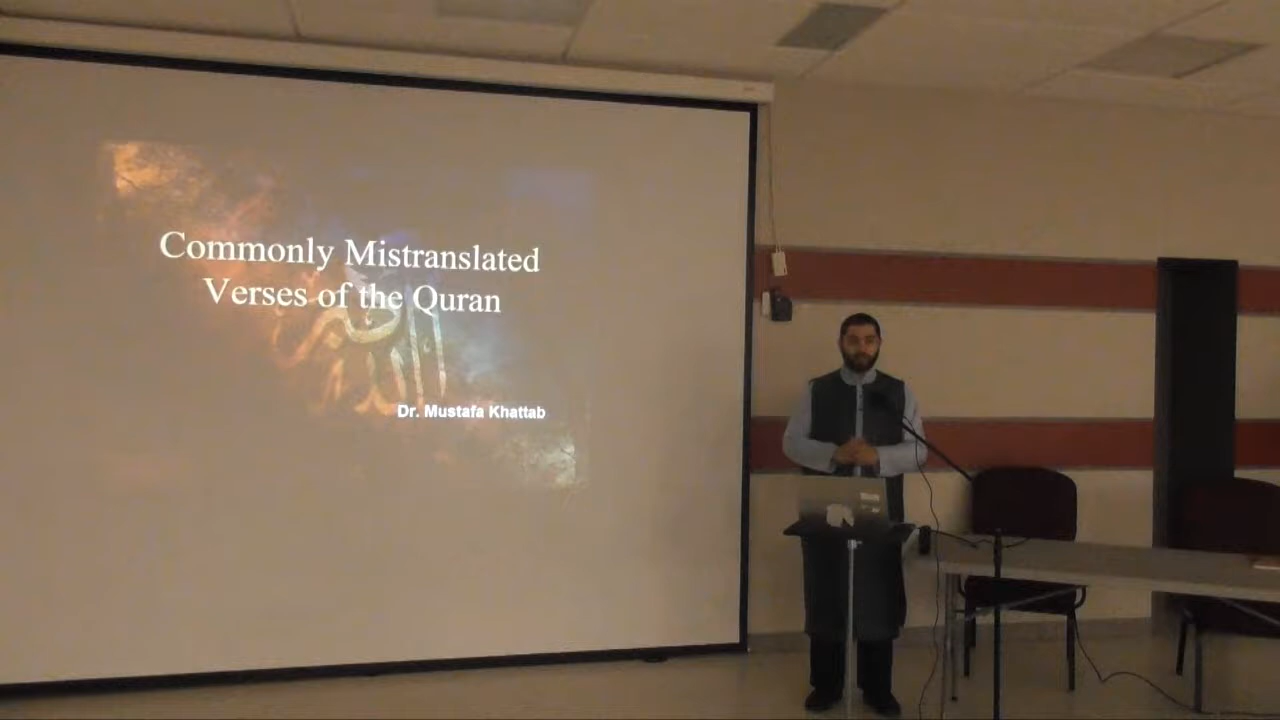 Commonly Mistranslated
Verses of the Quran
Dr. Mustafa Khattab